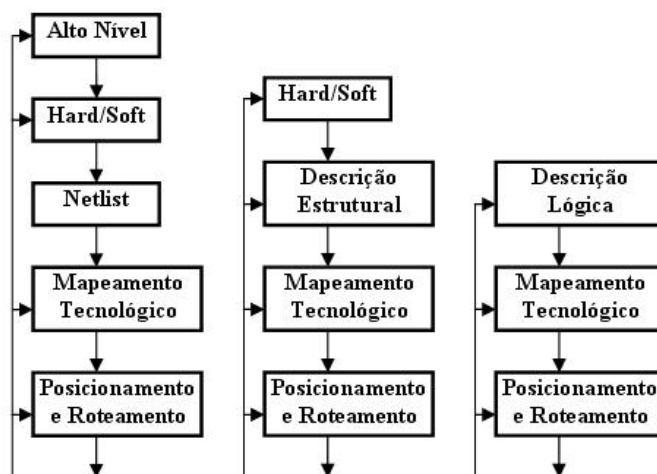 Alto Nível
Hard/Soft
Netlist
Mapeamento
Tecnológico
Posicionamento
e Roteamento
Hard/Soft
Descrição
Estrutural
Mapeamento
Tecnológico
Posicionamento
e Roteamento
Descrição
Lógica
Mapeamento
Tecnológico
Posicionamento
e Roteamento